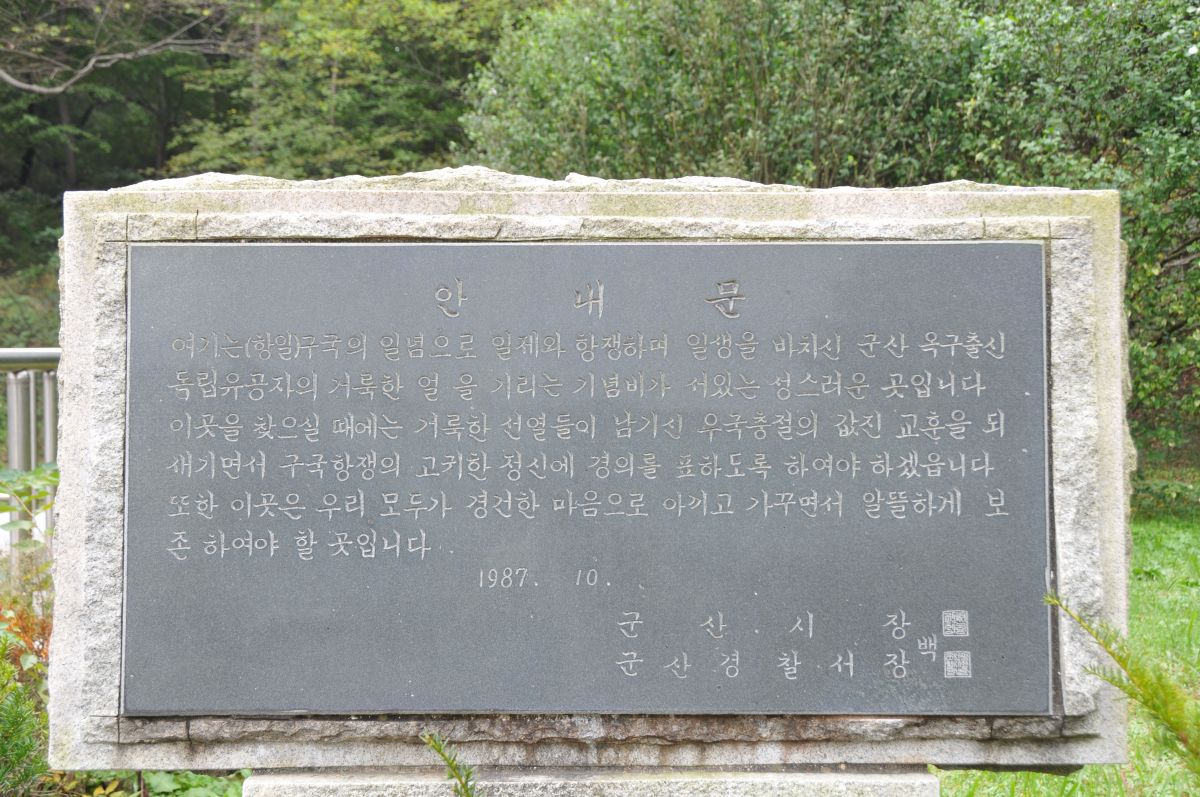 안 내 문
여기는(항일)구국의 일념으로 일제와 항쟁하며 일생을 바치신 군산 옥구출신
독립유공자의 거룩한 얼 을 기리는 기념비가 서있는 성스러운 곳입니다
이곳을 찾으실 때에는 거룩한 선열들이 남기신 우국충절의 값진 교훈을 되
새기면서 구국항쟁의 고귀한 정신에 경의를 표하도록 하여야 하겠읍니다
또한 이곳은 우리 모두가 경건한 마음으로 아끼고 가꾸면서 알뜰하게 보
존 하여야 할 곳입니다
1987. 10.
군 산 시 장
군 산 경 찰 서 장 백